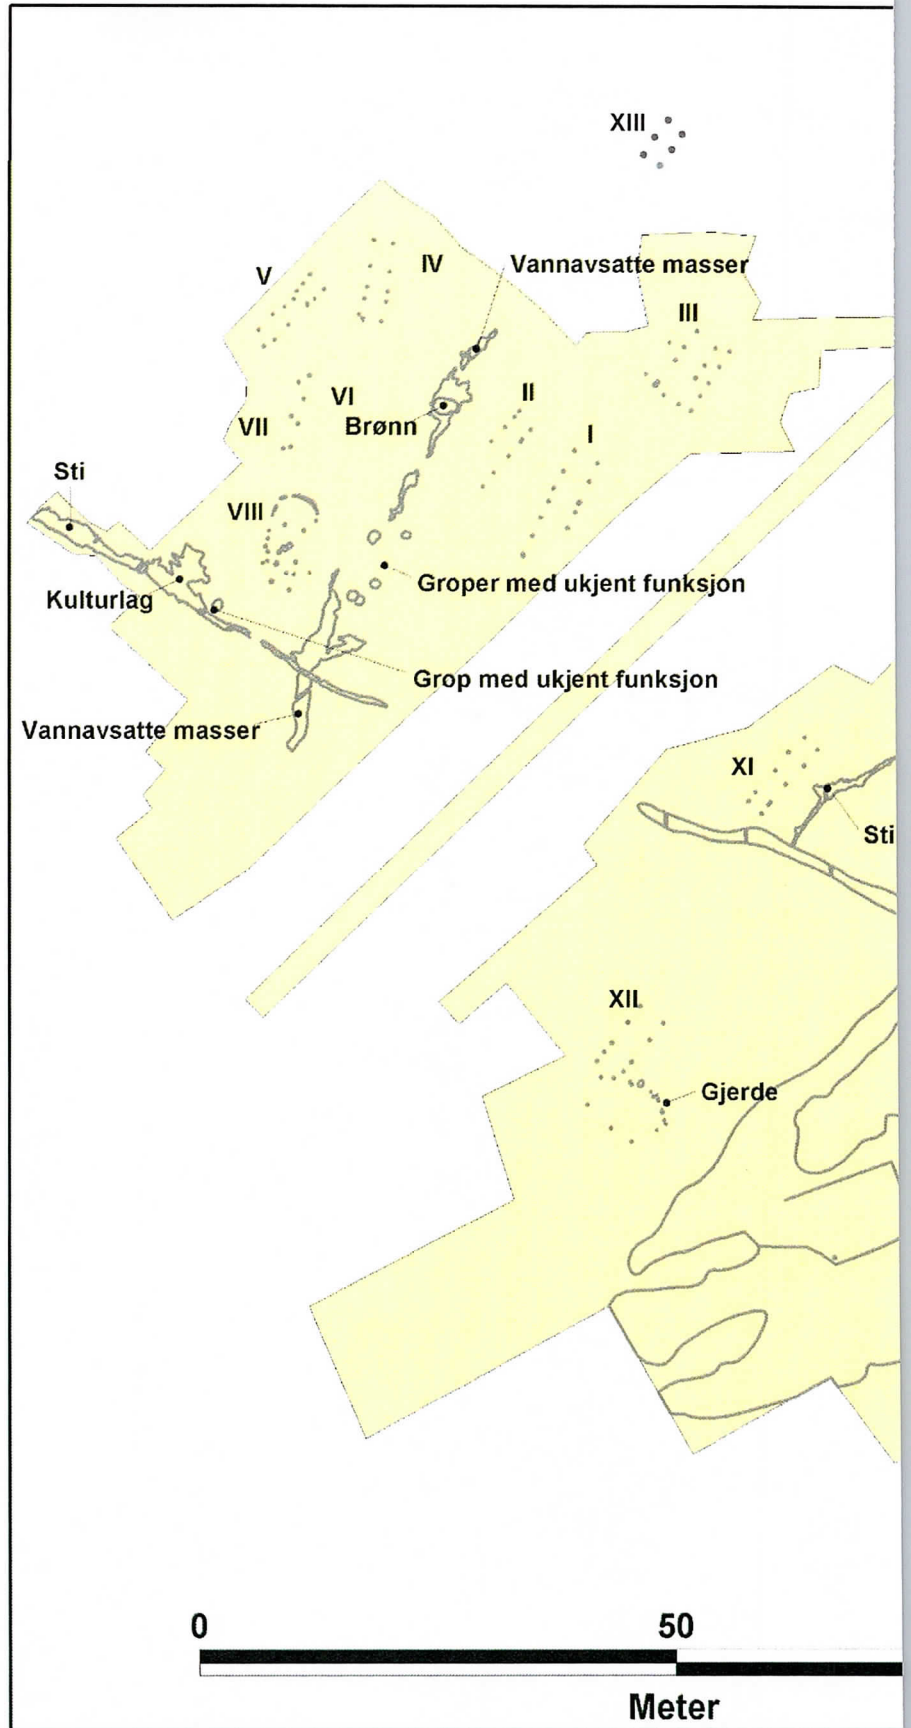 XIII
V
IV
Vannavsatte masser
III
VI
II
Brønn
VII
I
Sti
VIII
Groper med ukjent funksjon
Kulturlag
Grop med ukjent funksjon
Vannavsatte masser
XI
Sti
XII
Gjerde
0 50
Meter